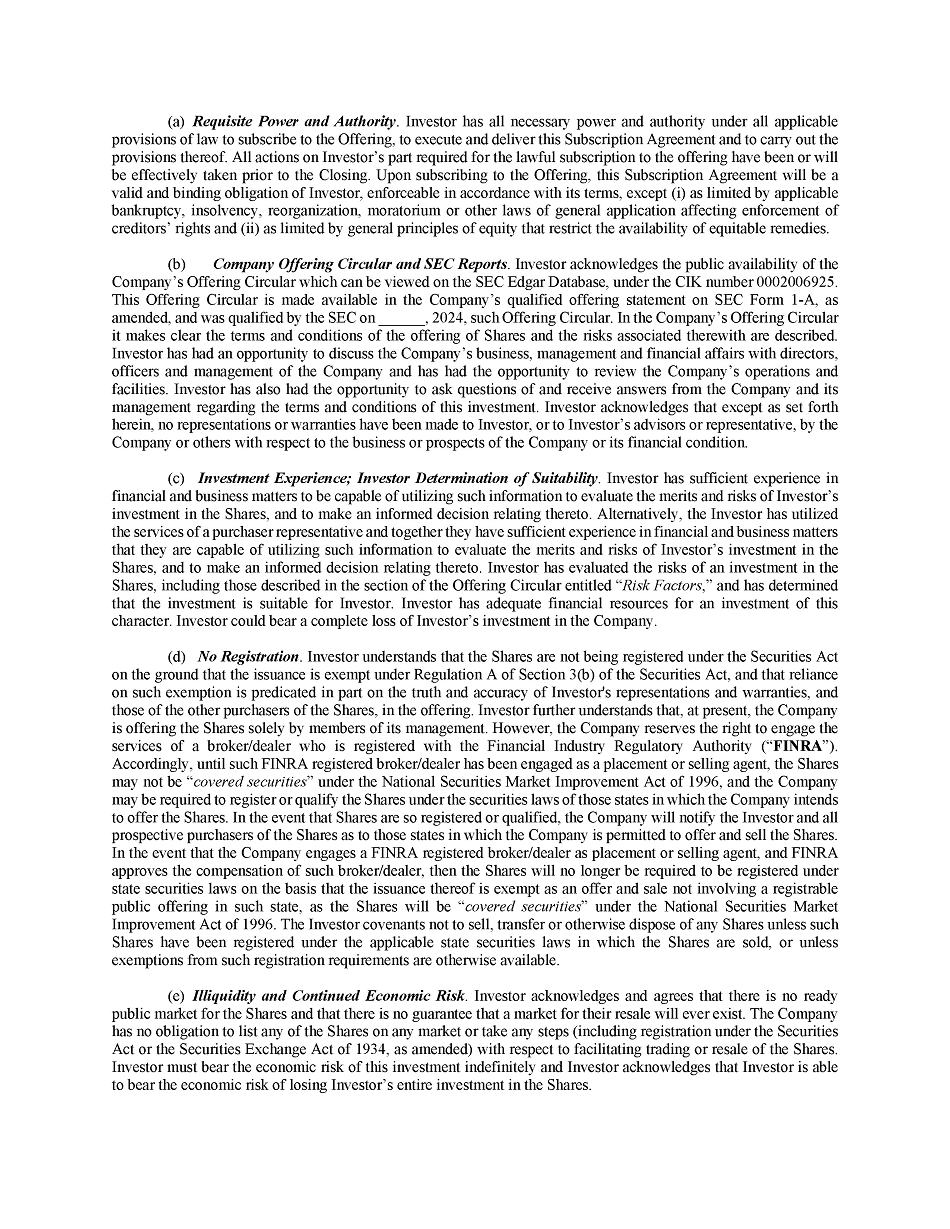 (a) Requisite Power and Authority. Investor has all necessary power and authority under all applicable
provisions of law to subscribe to the Offering, to execute and deliver this Subscription Agreement and to carry out the
provisions thereof. All actions on Investor’s part required for the lawful subscription to the offering have been or will
be effectively taken prior to the Closing. Upon subscribing to the Offering, this Subscription Agreement will be a
valid and binding obligation of Investor, enforceable in accordance with its terms, except (i) as limited by applicable
bankruptcy, insolvency, reorganization, moratorium or other laws of general application affecting enforcement of
creditors’ rights and (ii) as limited by general principles of equity that restrict the availability of equitable remedies.
(b) Company Offering Circular and SEC Reports. Investor acknowledges the public availability of the
Company’s Offering Circular which can be viewed on the SEC Edgar Database, under the CIK number 0002006925.
This Offering Circular is made available in the Company’s qualified offering statement on SEC Form 1-A, as
amended, and was qualified by the SEC on ______, 2024, such Offering Circular. In the Company’s Offering Circular
it makes clear the terms and conditions of the offering of Shares and the risks associated therewith are described.
Investor has had an opportunity to discuss the Company’s business, management and financial affairs with directors,
officers and management of the Company and has had the opportunity to review the Company’s operations and
facilities. Investor has also had the opportunity to ask questions of and receive answers from the Company and its
management regarding the terms and conditions of this investment. Investor acknowledges that except as set forth
herein, no representations or warranties have been made to Investor, or to Investor’s advisors or representative, by the
Company or others with respect to the business or prospects of the Company or its financial condition.
(c) Investment Experience; Investor Determination of Suitability. Investor has sufficient experience in
financial and business matters to be capable of utilizing such information to evaluate the merits and risks of Investor’s
investment in the Shares, and to make an informed decision relating thereto. Alternatively, the Investor has utilized
the services of a purchaser representative and together they have sufficient experience in financial and business matters
that they are capable of utilizing such information to evaluate the merits and risks of Investor’s investment in the
Shares, and to make an informed decision relating thereto. Investor has evaluated the risks of an investment in the
Shares, including those described in the section of the Offering Circular entitled “Risk Factors,” and has determined
that the investment is suitable for Investor. Investor has adequate financial resources for an investment of this
character. Investor could bear a complete loss of Investor’s investment in the Company.
(d) No Registration. Investor understands that the Shares are not being registered under the Securities Act
on the ground that the issuance is exempt under Regulation A of Section 3(b) of the Securities Act, and that reliance
on such exemption is predicated in part on the truth and accuracy of Investor's representations and warranties, and
those of the other purchasers of the Shares, in the offering. Investor further understands that, at present, the Company
is offering the Shares solely by members of its management. However, the Company reserves the right to engage the
services of a broker/dealer who is registered with the Financial Industry Regulatory Authority (“FINRA”).
Accordingly, until such FINRA registered broker/dealer has been engaged as a placement or selling agent, the Shares
may not be “covered securities” under the National Securities Market Improvement Act of 1996, and the Company
may be required to register or qualify the Shares under the securities laws of those states in which the Company intends
to offer the Shares. In the event that Shares are so registered or qualified, the Company will notify the Investor and all
prospective purchasers of the Shares as to those states in which the Company is permitted to offer and sell the Shares.
In the event that the Company engages a FINRA registered broker/dealer as placement or selling agent, and FINRA
approves the compensation of such broker/dealer, then the Shares will no longer be required to be registered under
state securities laws on the basis that the issuance thereof is exempt as an offer and sale not involving a registrable
public offering in such state, as the Shares will be “covered securities” under the National Securities Market
Improvement Act of 1996. The Investor covenants not to sell, transfer or otherwise dispose of any Shares unless such
Shares have been registered under the applicable state securities laws in which the Shares are sold, or unless
exemptions from such registration requirements are otherwise available.
(e) Illiquidity and Continued Economic Risk. Investor acknowledges and agrees that there is no ready
public market for the Shares and that there is no guarantee that a market for their resale will ever exist. The Company
has no obligation to list any of the Shares on any market or take any steps (including registration under the Securities
Act or the Securities Exchange Act of 1934, as amended) with respect to facilitating trading or resale of the Shares.
Investor must bear the economic risk of this investment indefinitely and Investor acknowledges that Investor is able
to bear the economic risk of losing Investor’s entire investment in the Shares.